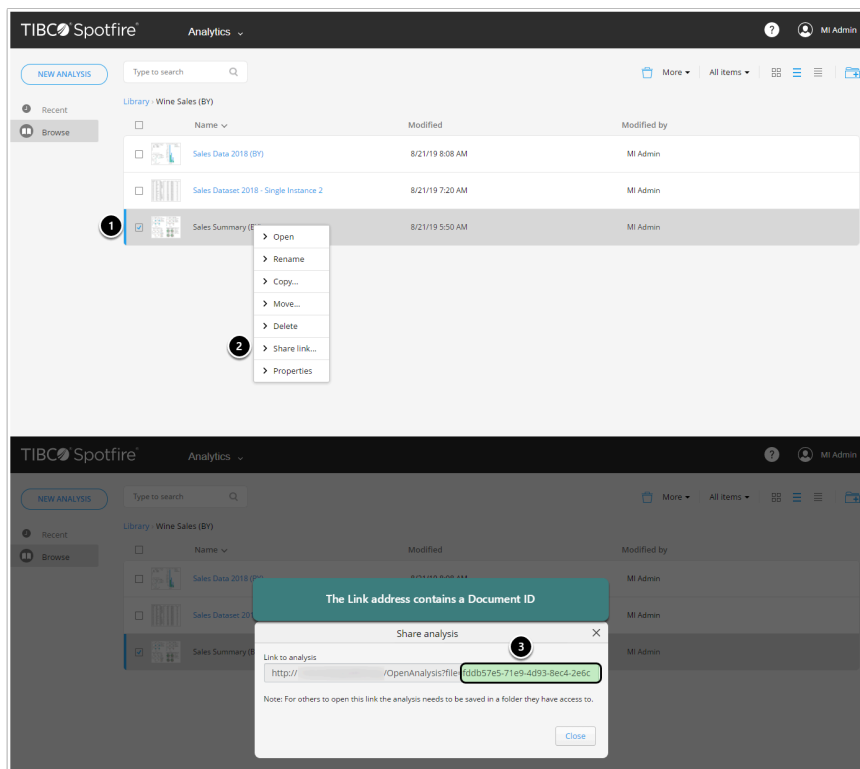 TIBCO Spotfire® Analytics ? MI Admin
NEW ANALYSIS Type to search More All items
Recent
Browse
Library › Wine Sales (BY)
Name Modified Modified by
Sales Data 2018 (BY) 8/21/19 8:08 AM MI Admin
Sales Dataset 2018 - Single Instance 2 8/21/19 7:20 AM MI Admin
1 Sales Summary (B 8/21/19 5:50 AM MI Admin
> Open
> Rename
> Copy...
> Move...
> Delete
2 > Share link...
> Properties
TIBCO Spotfire® Analytics ? MI Admin
NEW ANALYSIS Type to search More All items
Recent
Browse
Library › Wine Sales (BY)
Name Modified Modified by
Sales Data 2018 (BY) 8/21/19 8:08 AM MI Admin
Sales Dataset 201 MI Admin
Sales Summary (B MI Admin
The Link address contains a Document ID
Share analysis
3
Link to analysis
http:// /OpenAnalysis?file=fddb57e5-71e9-4d93-8ec4-2e6c
Note: For others to open this link the analysis needs to be saved in a folder they have access to.
Close